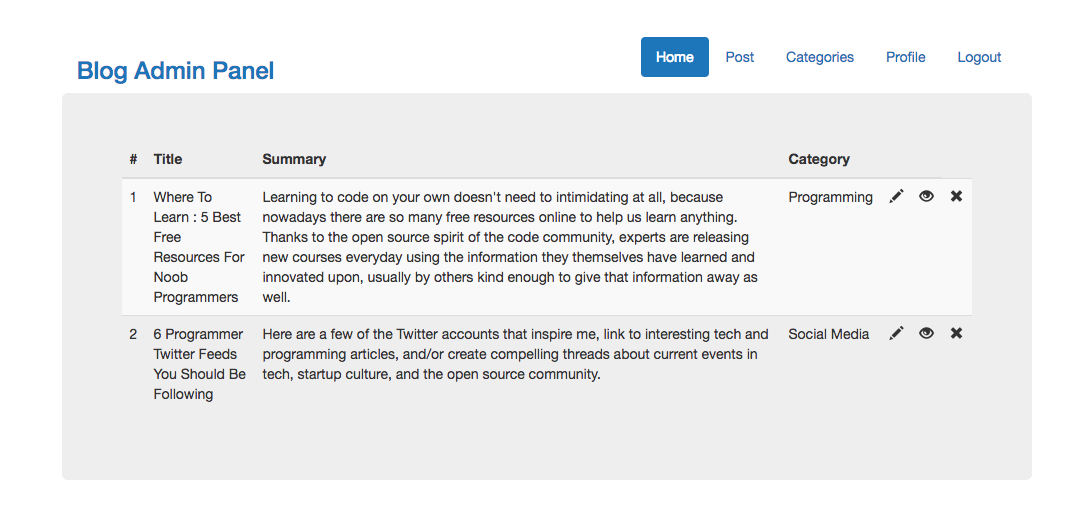 Blog Admin Panel
Home Post Categories Profile Logout
# Title Summary Category
1 Where To Learning to code on your own doesn't need to intimidating at all, because Programming
Learn : 5 Best nowadays there are so many free resources online to help us learn anything.
Free Thanks to the open source spirit of the code community, experts are releasing
Resources For new courses everyday using the information they themselves have learned and
Noob innovated upon, usually by others kind enough to give that information away as
Programmers well.
2 6 Programmer Here are a few of the Twitter accounts that inspire me, link to interesting tech and Social Media
Twitter Feeds programming articles, and/or create compelling threads about current events in
You Should Be tech, startup culture, and the open source community.
Following